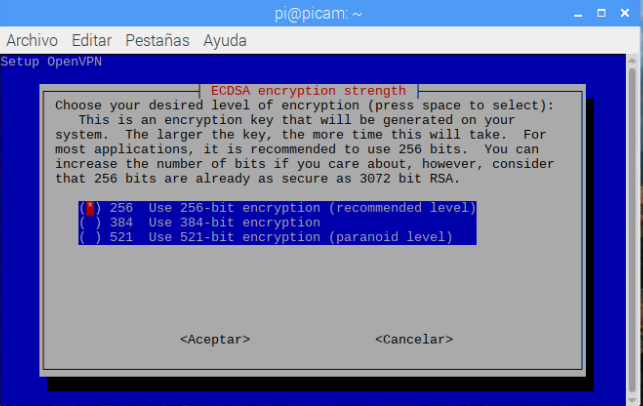 pi@picam: ~
Archivo Editar Pestañas Ayuda
Setup OpenVPN
ECDSA encryption strength
Choose your desired level of encryption (press space to select):
This is an encryption key that will be generated on your
system. The larger the key, the more time this will take. For
most applications, it is recommended to use 256 bits. You can
increase the number of bits if you care about, however, consider
that 256 bits are already as secure as 3072 bit RSA.
(*) 256 Use 256-bit encryption (recommended level)
( ) 384 Use 384-bit encryption
( ) 521 Use 521-bit encryption (paranoid level)
<Aceptar> <Cancelar>